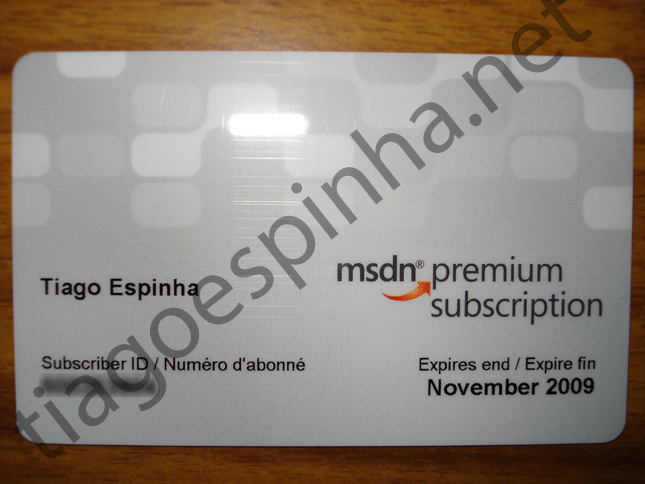 tiagoespinha.net
Tiago Espinha
msdn® premium
subscription
Subscriber ID / Numéro d'abonné
Expires end / Expire fin
November 2009